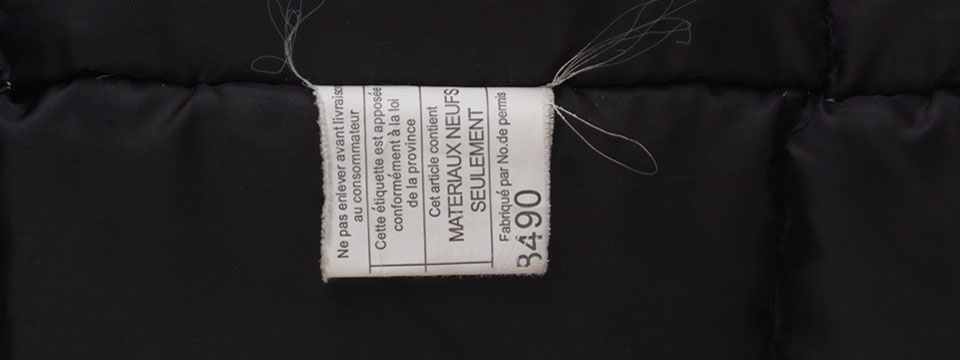 Ne pas enlever avant livraison
au consommateur
Cette étiquette est apposée
conformément à la loi
de la province
Cet article contient
MATERIAUX NEUFS
SEULEMENT
Fabriqué par No.de permis
3490